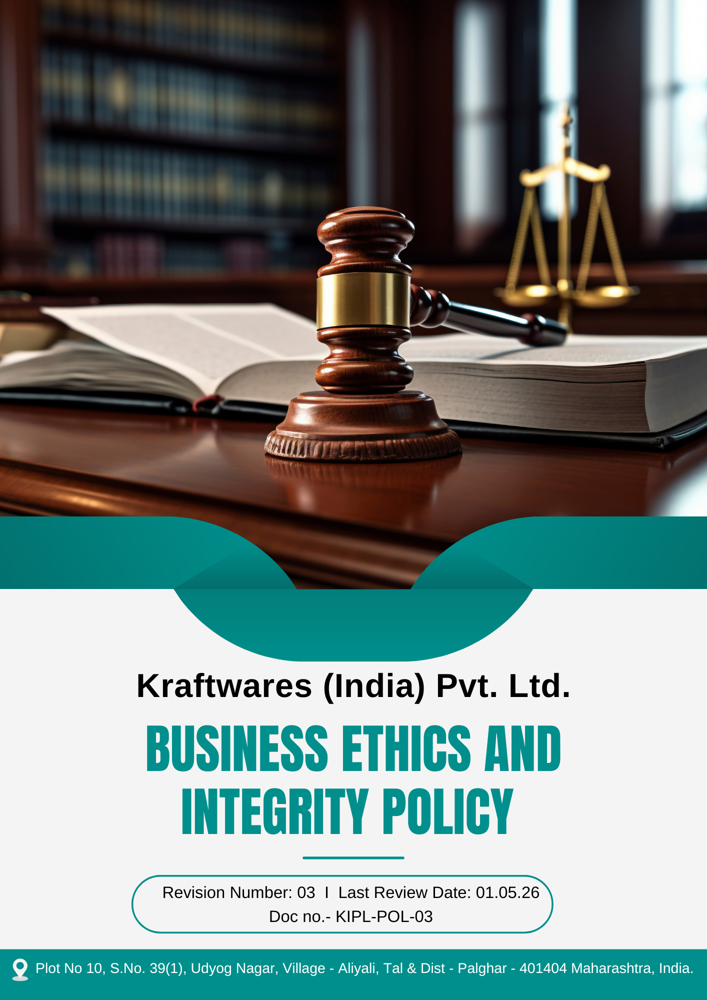 Kraftwares (India) Pvt. Ltd.
BUSINESS ETHICS AND
INTEGRITY POLICY
Revision Number: 03 I Last Review Date: 01.05.26
Doc no.- KIPL-POL-03
Plot No 10, S.No. 39(1), Udyog Nagar, Village - Aliyali, Tal & Dist - Palghar - 401404 Maharashtra, India.